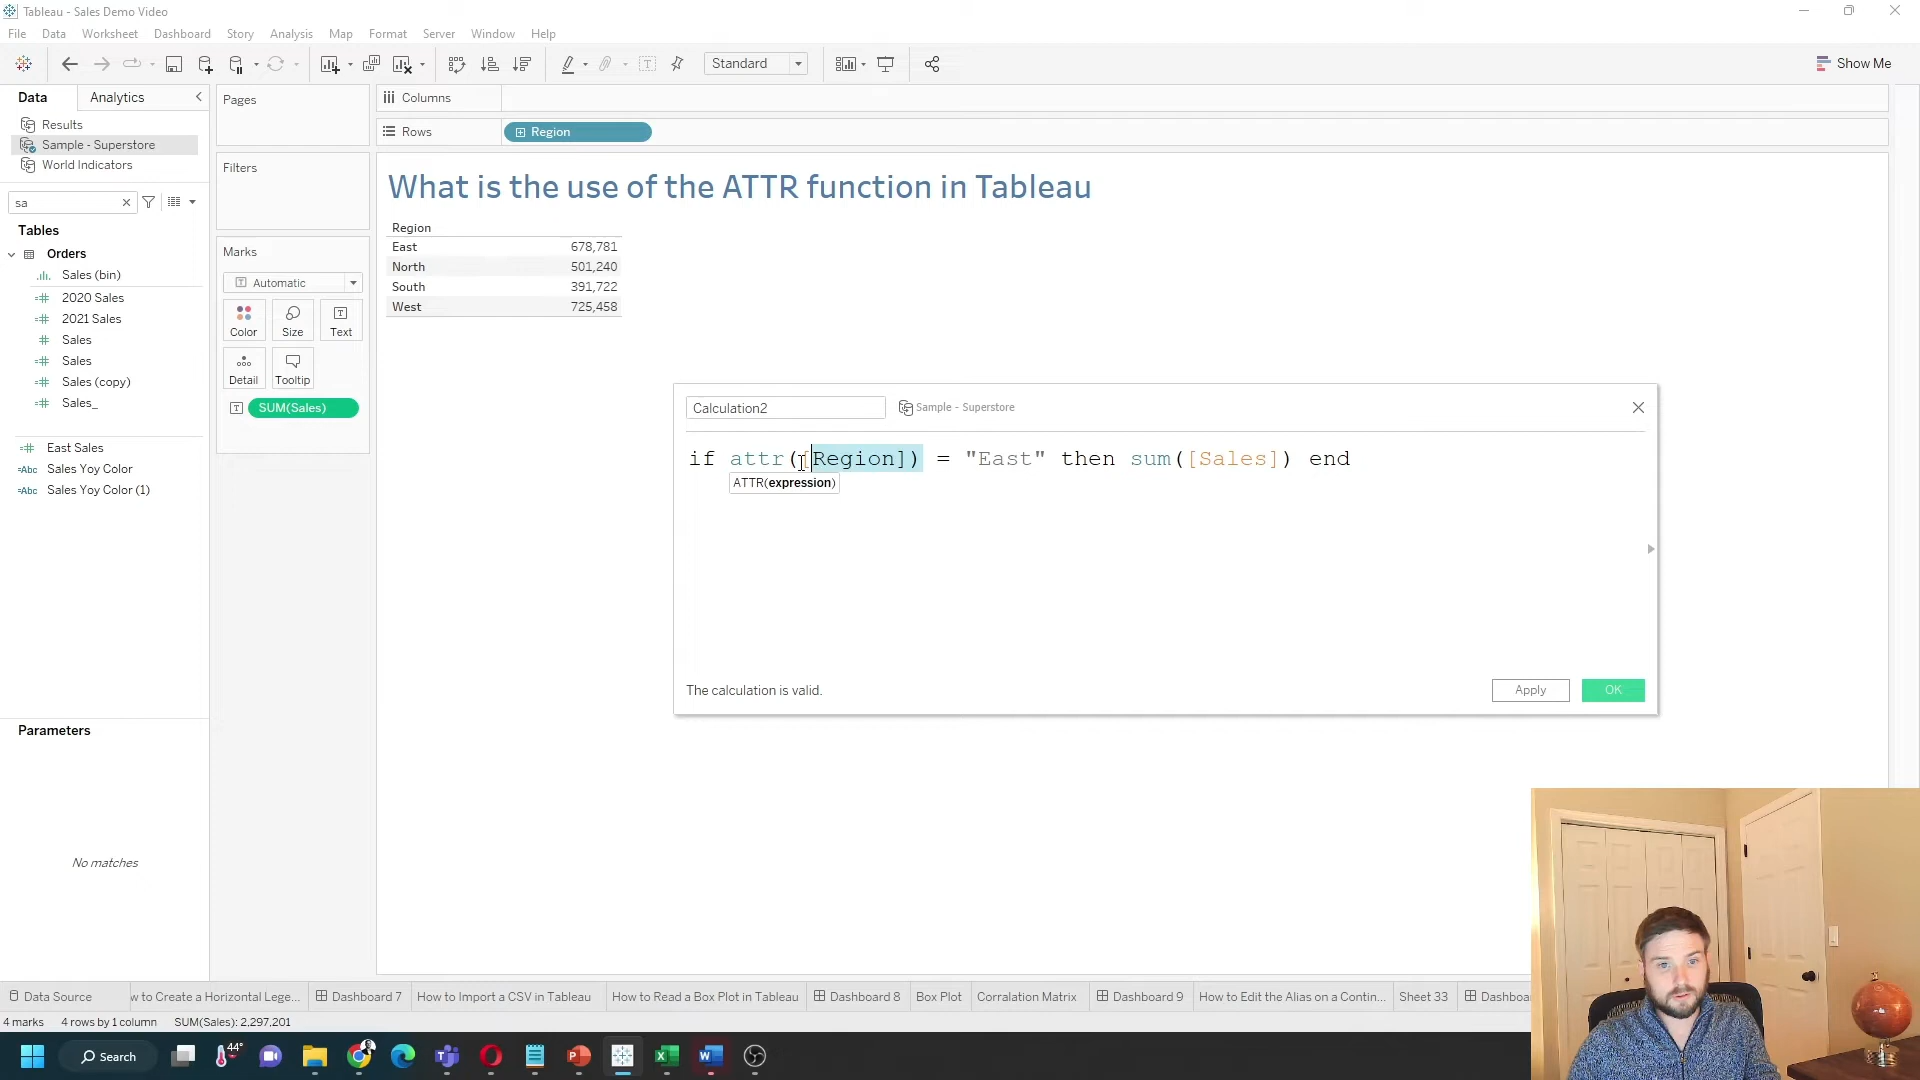 Tableau - Sales Demo Video
File Data Worksheet Dashboard Story Analysis Map Format Server Window Help
Standard
Show Me
Data Analytics
Results
Sample - Superstore
World Indicators
sa
Tables
Orders
Sales (bin)
2020 Sales
2021 Sales
Sales
Sales
Sales (copy)
Sales_
East Sales
Abc Sales Yoy Color
Abc Sales Yoy Color (1)
Parameters
No matches
Pages
Filters
Marks
Automatic
Color Size Text
Detail Tooltip
SUM(Sales)
Columns
Rows Region
What is the use of the ATTR function in Tableau
Region
East 678,781
North 501,240
South 391,722
West 725,458
Calculation2 Sample - Superstore
if attr([Region]) = "East" then sum([Sales]) end
ATTR(expression)
The calculation is valid. Apply OK
Data Source w to Create a Horizontal Lege... Dashboard 7 How to Import a CSV in Tableau How to Read a Box Plot in Tableau Dashboard 8 Box Plot Corralation Matrix Dashboard 9 How to Edit the Alias on a Contin... Sheet 33 Dashboa
4 marks 4 rows by 1 column SUM(Sales): 2,297,201
Search 44°